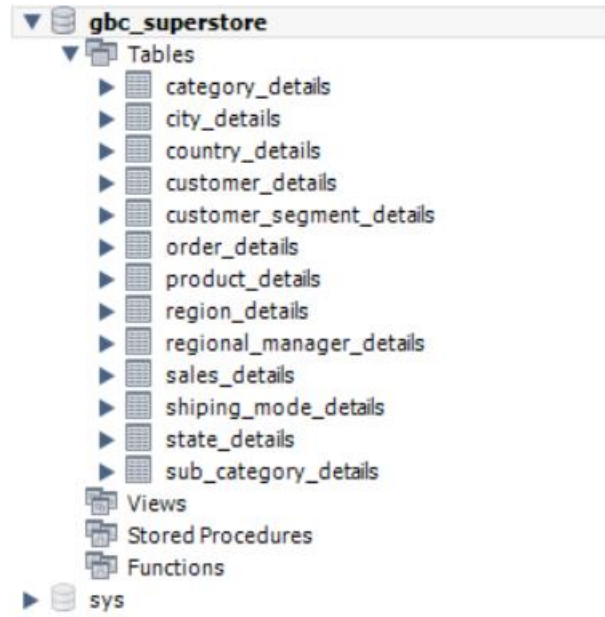 gbc_superstore
Tables
category_details
city_details
country_details
customer_details
customer_segment_details
order_details
product_details
region_details
regional_manager_details
sales_details
shiping_mode_details
state_details
sub_category_details
Views
Stored Procedures
Functions
sys